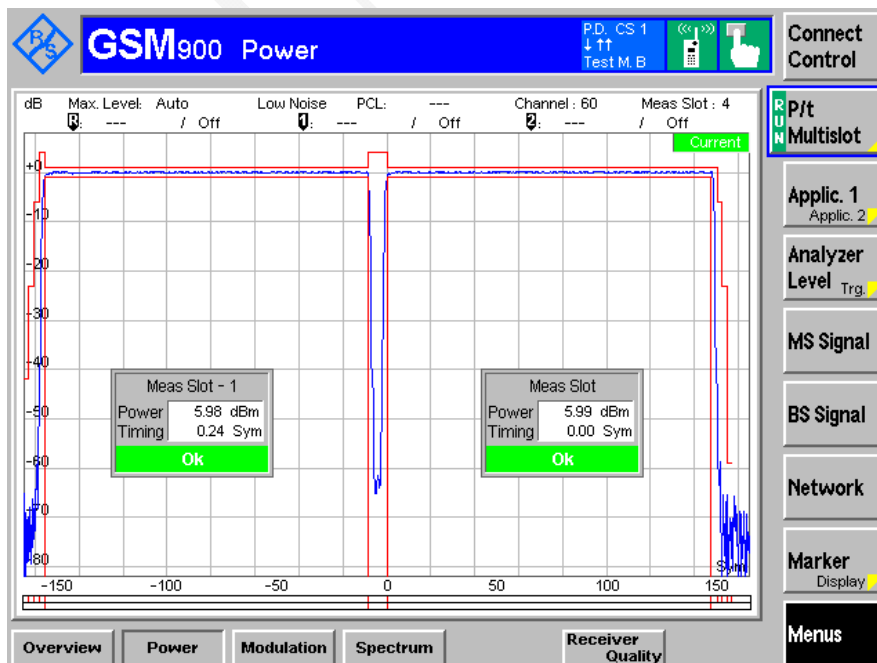 R&S
GSM900 Power
P.D. CS 1
Test M. B
Connect Control
dB Max. Level: Auto Low Noise PCL: --- Channel : 60 Meas Slot : 4
R: --- / Off 1: --- / Off 2: --- / Off
Current
RUN
P/t Multislot
+0
-10
-20
-30
-40
-50
-60
-70
-80
Meas Slot - 1
Power 5.98 dBm
Timing 0.24 Sym
Ok
Meas Slot
Power 5.99 dBm
Timing 0.00 Sym
Ok
Sym
-150 -100 -50 0 50 100 150
Applic. 1
Applic. 2
Analyzer
Level Trg.
MS Signal
BS Signal
Network
Marker
Display
Menus
Overview Power Modulation Spectrum Receiver Quality